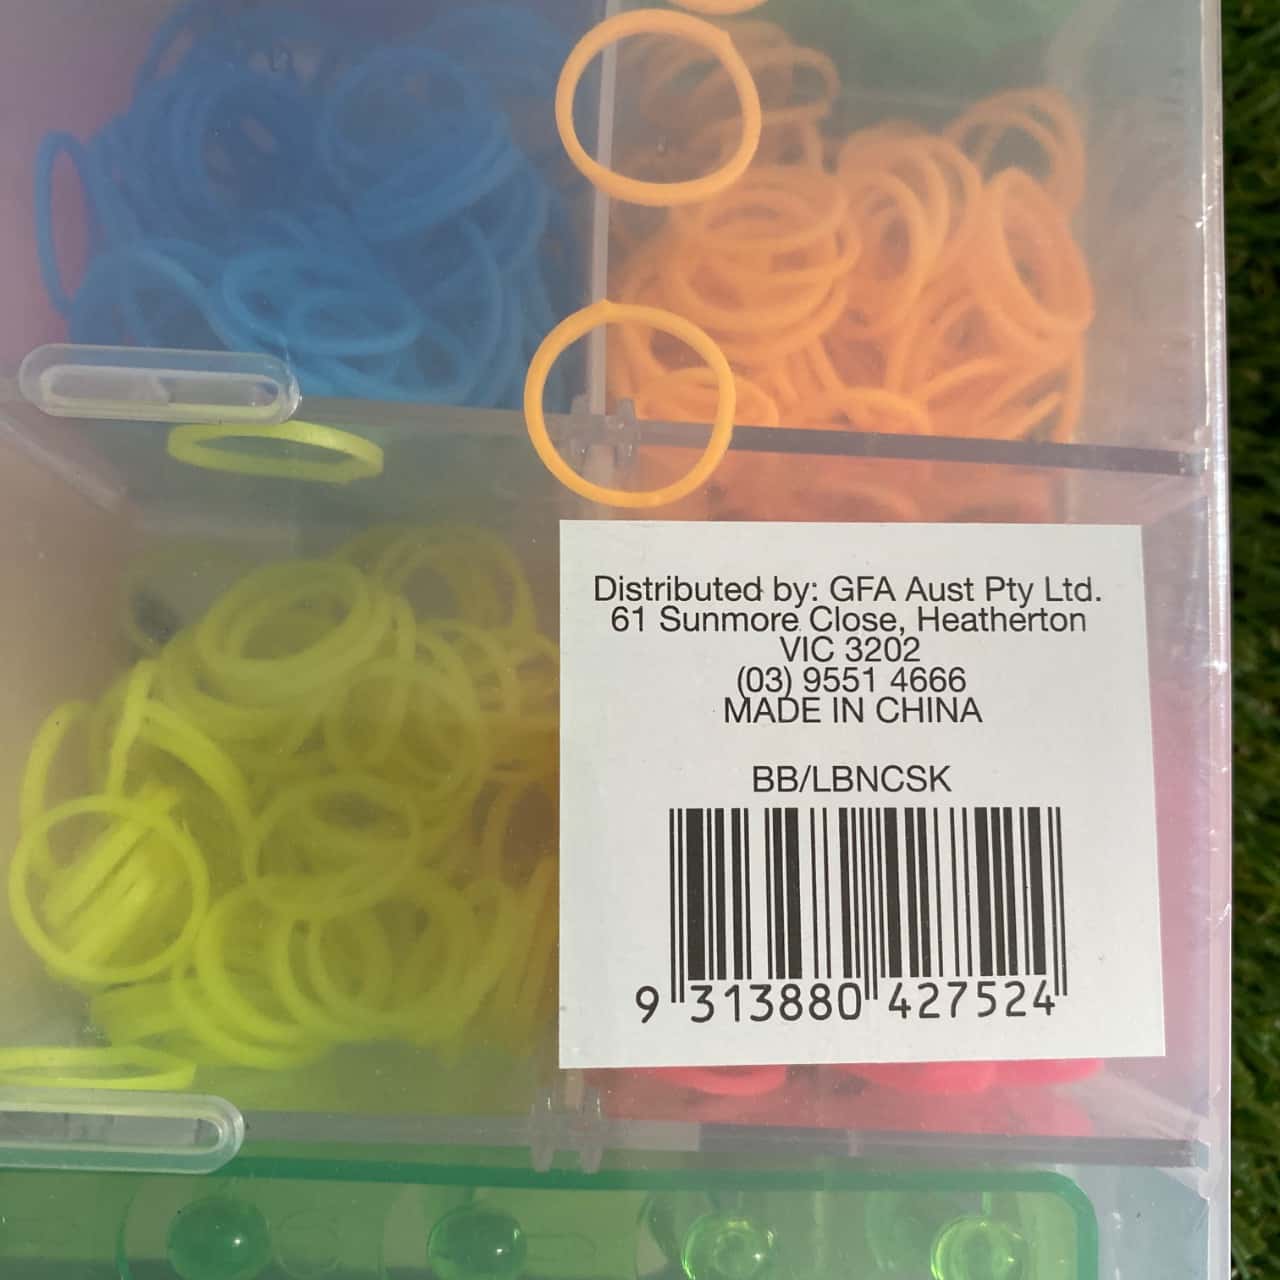 Distributed by: GFA Aust Pty Ltd.
61 Sunmore Close, Heatherton
VIC 3202
(03) 9551 4666
MADE IN CHINA
BB/LBNCSK
9 313880 427524